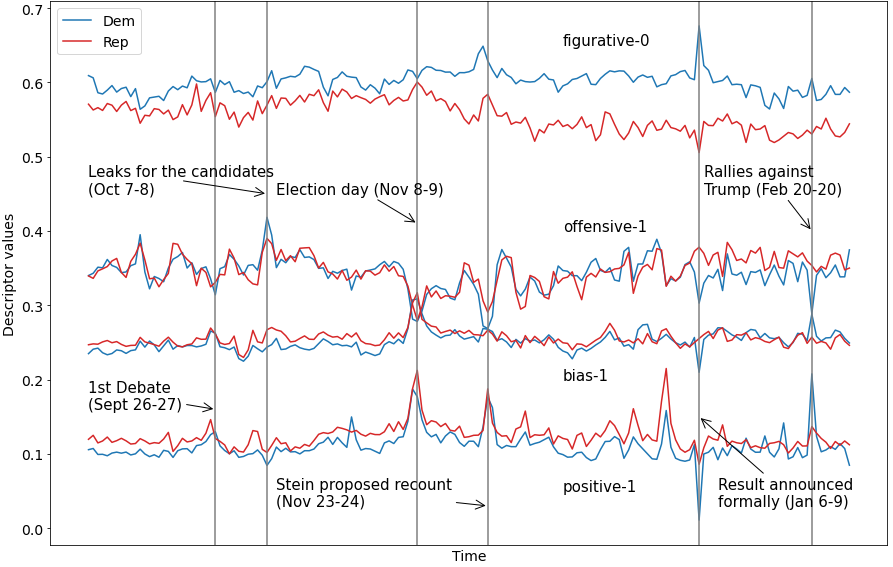 0.7
Dem
Rep
figurative-0
0.6
0.5
Leaks for the candidates
(Oct 7-8)
Election day (Nov 8-9)
Rallies against
Trump (Feb 20-20)
0.4
offensive-1
Descriptor values
0.3
0.2
bias-1
1st Debate
(Sept 26-27)
0.1
Stein proposed recount
(Nov 23-24)
positive-1
Result announced
formally (Jan 6-9)
0.0
Time